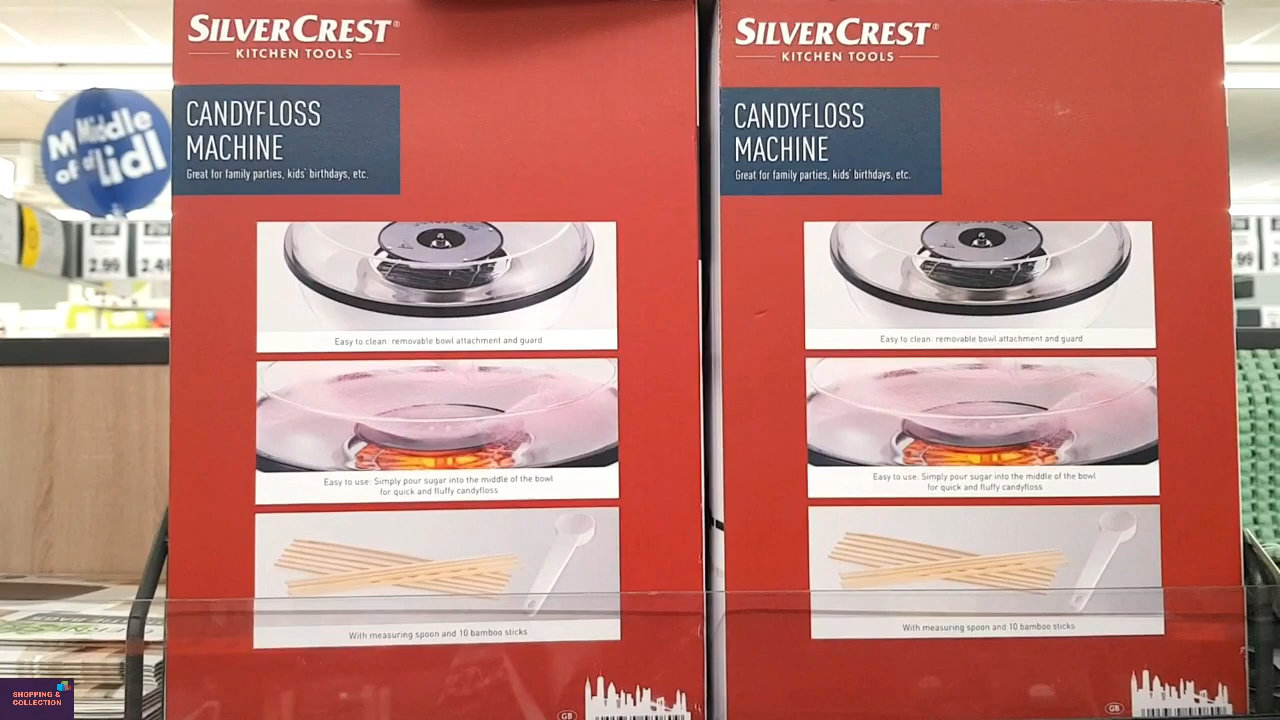 SILVERCREST®
KITCHEN TOOLS
CANDYFLOSS
MACHINE
Great for family parties, kids' birthdays, etc.
Easy to clean: removable bowl attachment and guard
Easy to use: Simply pour sugar into the middle of the bowl
for quick and fluffy candyfloss
With measuring spoon and 10 bamboo sticks
GB
SILVERCREST®
KITCHEN TOOLS
CANDYFLOSS
MACHINE
Great for family parties, kids' birthdays, etc.
Easy to clean: removable bowl attachment and guard
Easy to use: Simply pour sugar into the middle of the bowl
for quick and fluffy candyfloss
With measuring spoon and 10 bamboo sticks
GB
Middle
of Lidl
2.99
2.49
.99
SHOPPING &
COLLECTION